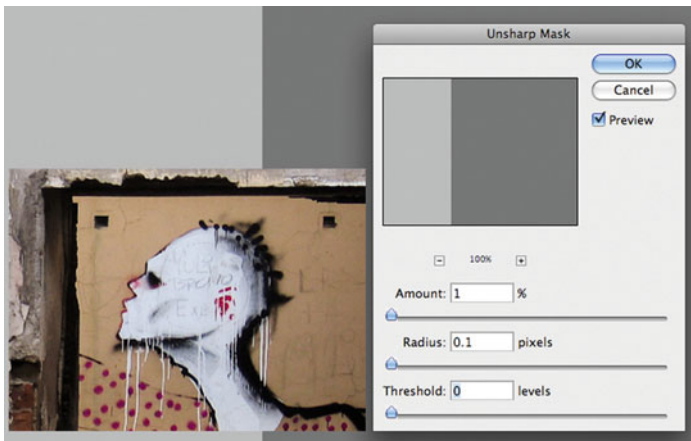 Unsharp Mask
OK
Cancel
Preview
100%
Amount: 1 %
Radius: 0.1 pixels
Threshold: 0 levels